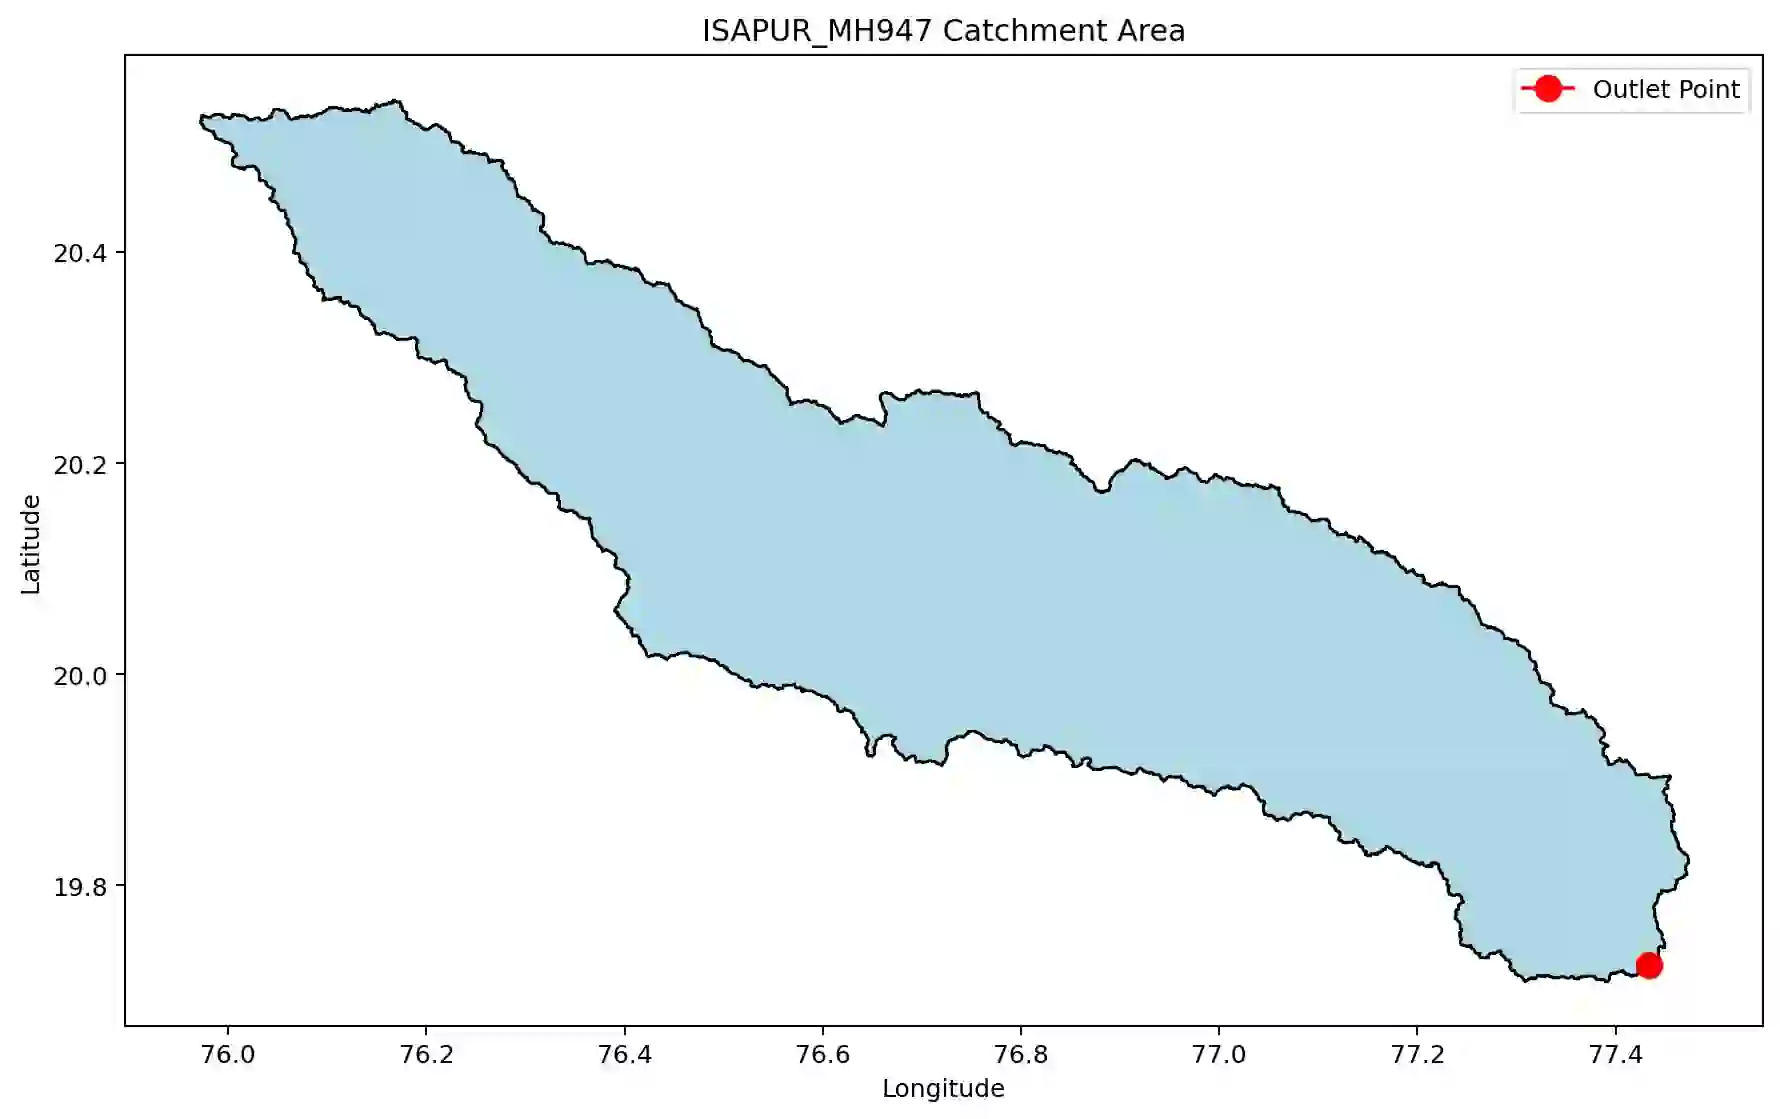 ISAPUR_MH947 Catchment Area
Outlet Point
Latitude
20.4
20.2
20.0
19.8
76.0 76.2 76.4 76.6 76.8 77.0 77.2 77.4
Longitude